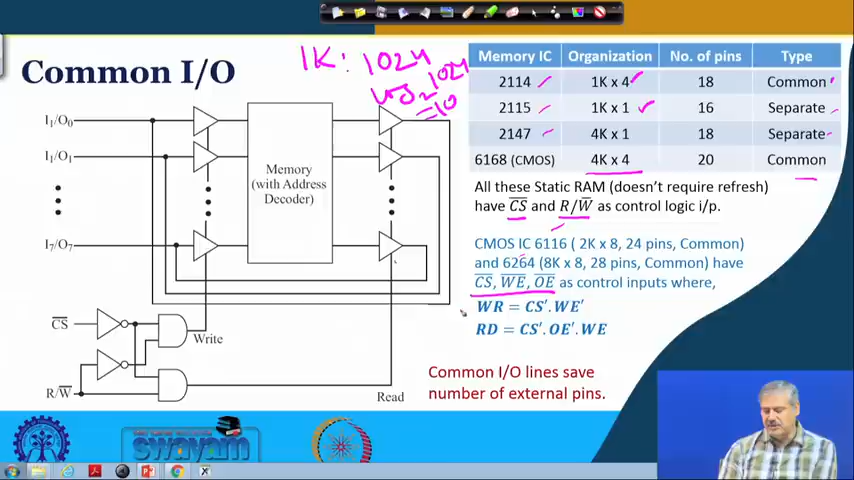 Common I/O
1K: 1024
log₂ 1024
= 10
I₁/O₀
I₁/O₁
I₇/O₇
Memory
(with Address
Decoder)
CS̅
R/W̅
Write
Read
Memory IC Organization No. of pins Type
2114 1K x 4 18 Common
2115 1K x 1 16 Separate
2147 4K x 1 18 Separate
6168 (CMOS) 4K x 4 20 Common
All these Static RAM (doesn't require refresh)
have C̅S̅ and R/W̅ as control logic i/p.
CMOS IC 6116 ( 2K x 8, 24 pins, Common)
and 6264 (8K x 8, 28 pins, Common) have
C̅S̅, W̅E̅, O̅E̅ as control inputs where,
WR = CS′.WE′
RD = CS′.OE′.WE
Common I/O lines save
number of external pins.
swayam